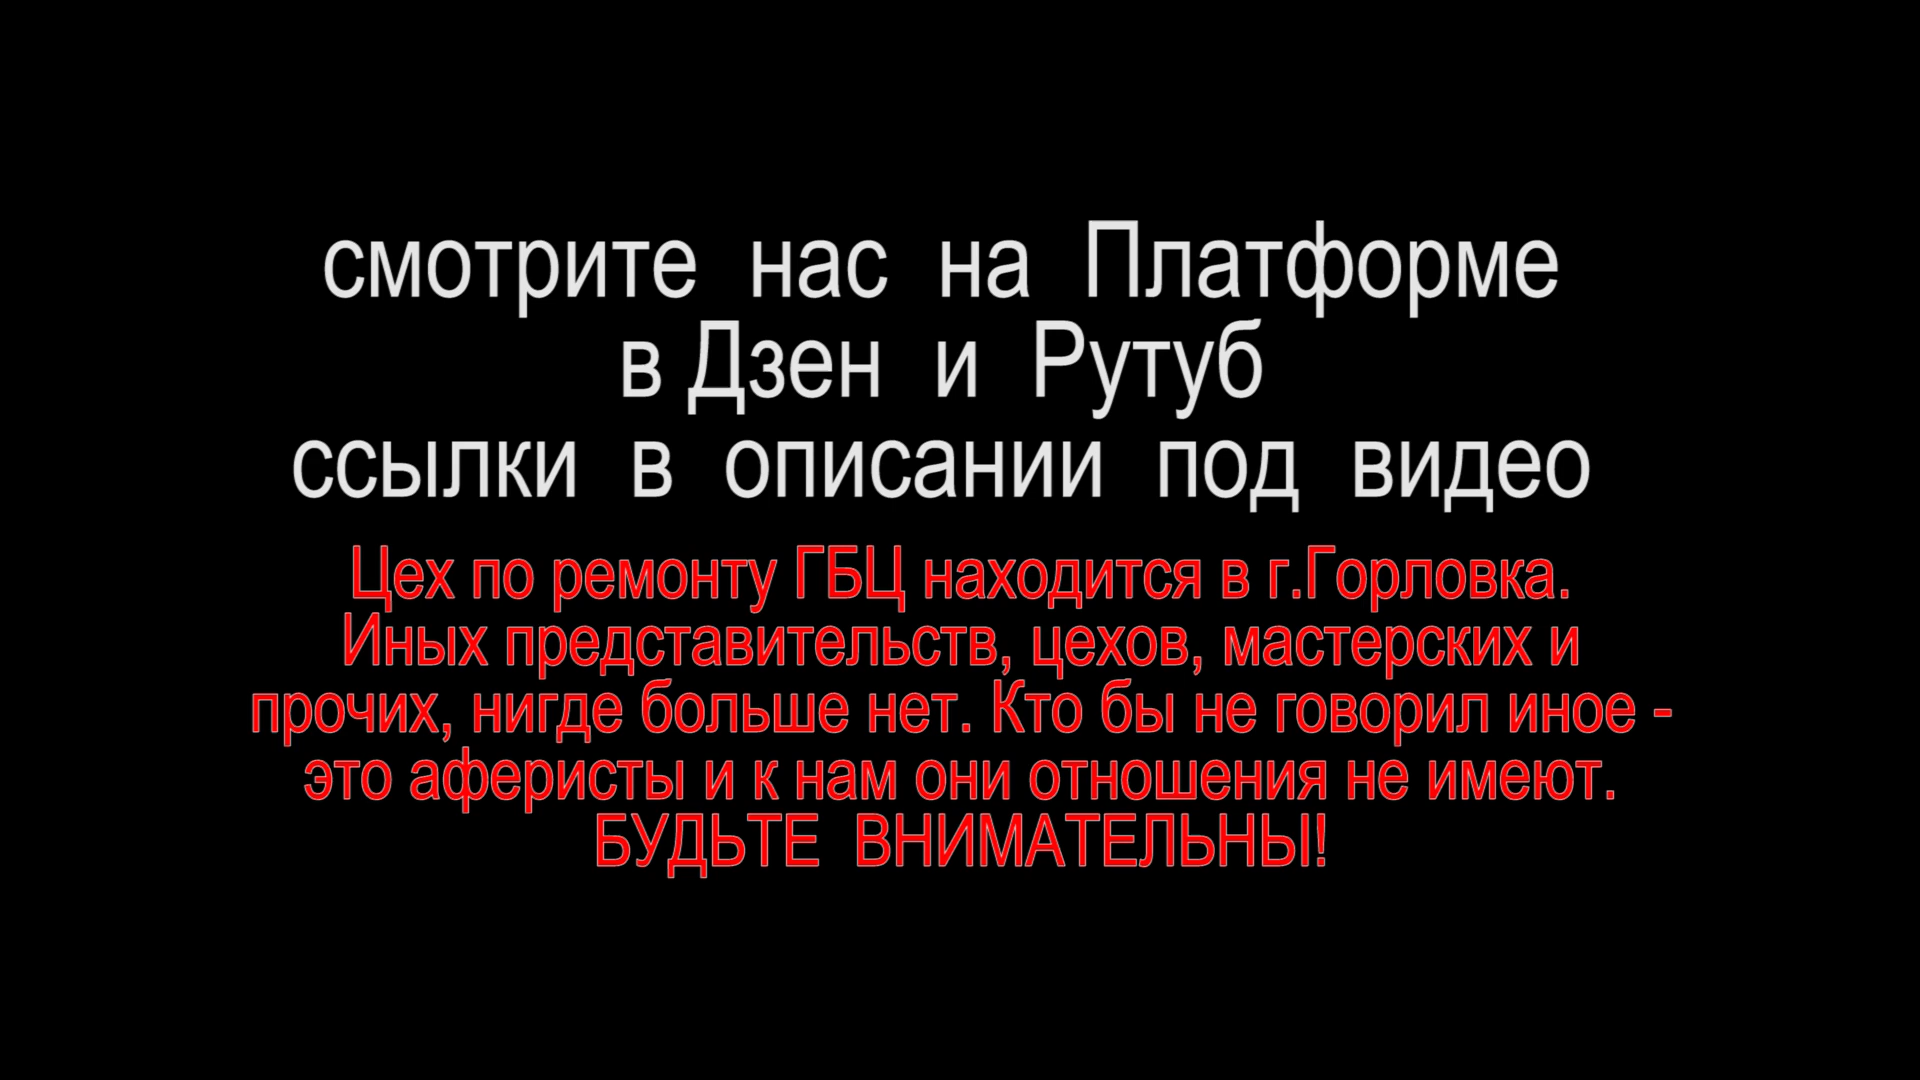 смотрите нас на Платформе
в Дзен и Рутуб
ссылки в описании под видео
Цех по ремонту ГБЦ находится в г.Горловка.
Иных представительств, цехов, мастерских и
прочих, нигде больше нет. Кто бы не говорил иное -
это аферисты и к нам они отношения не имеют.
БУДЬТЕ ВНИМАТЕЛЬНЫ!